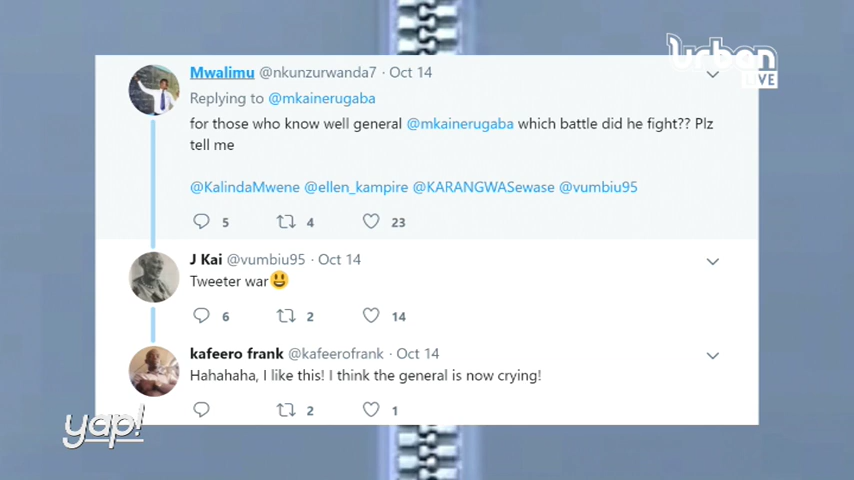 urban
LIVE
Mwalimu @nkunzurwanda7 · Oct 14
Replying to @mkainerugaba
for those who know well general @mkainerugaba which battle did he fight?? Plz
tell me
@KalindaMwene @ellen_kampire @KARANGWASewase @vumbiu95
5 4 23
J Kai @vumbiu95 · Oct 14
Tweeter war😃
6 2 14
kafeero frank @kafeerofrank · Oct 14
Hahahaha, I like this! I think the general is now crying!
2 1
yap!